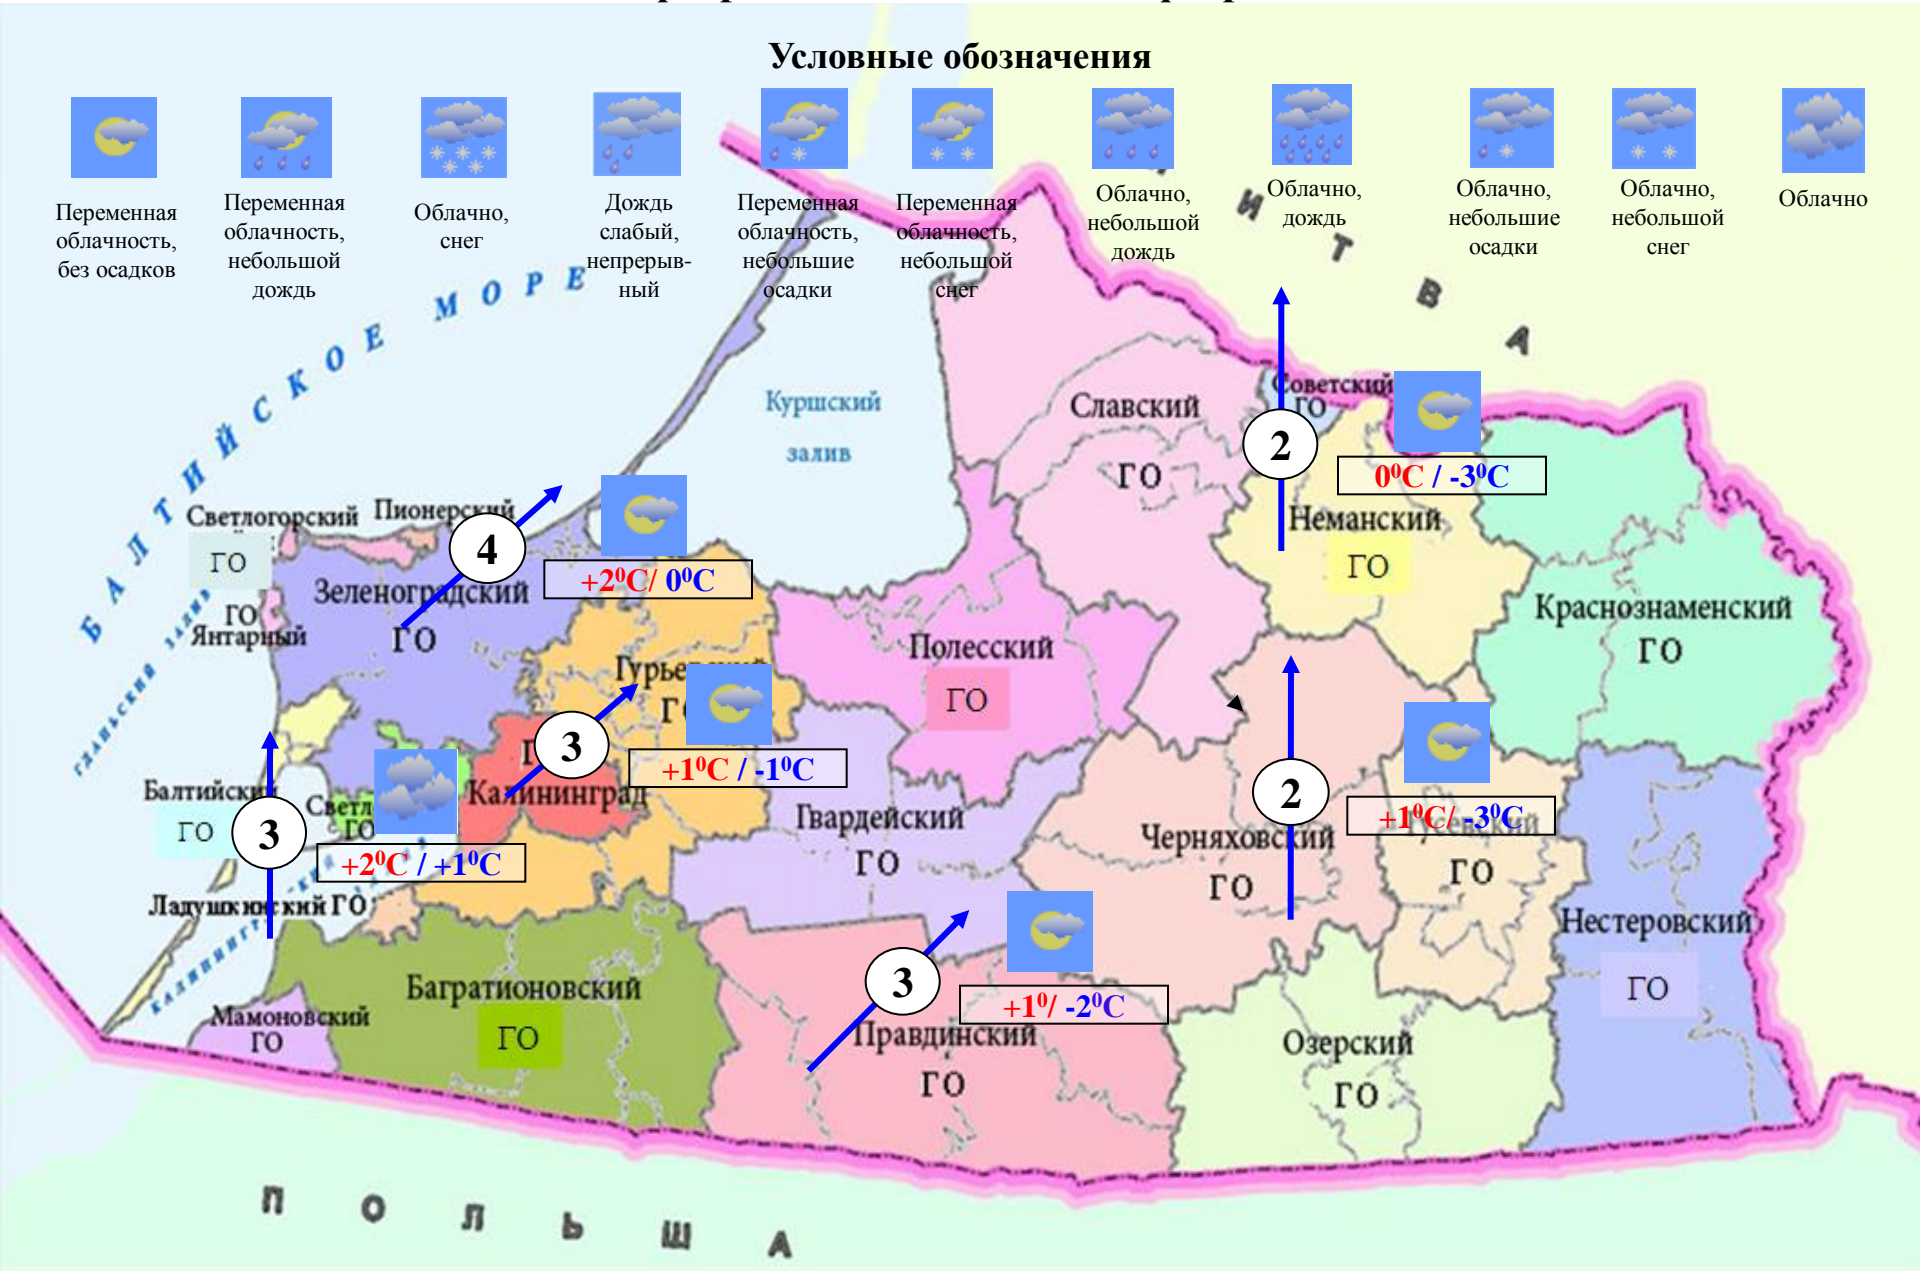 Условные обозначения
Переменная
облачность,
без осадков
Переменная
облачность,
небольшой
дождь
Облачно,
снег
Дождь
слабый,
непрерыв-
ный
Переменная
облачность,
небольшие
осадки
Переменная
облачность,
небольшой
снег
Облачно,
небольшой
дождь
Облачно,
дождь
Облачно,
небольшие
осадки
Облачно,
небольшой
снег
Облачно
БАЛТИЙСКОЕ МОРЕ
ИТВА
Куршский
залив
Славский
ГО
Советский
ГО
2
0⁰С / -3⁰С
Неманский
ГО
Светлогорский
ГО
Пионерский
4
+2⁰С/ 0⁰С
Зеленоградский
ГО
ГО
Янтарный
Краснознаменский
ГО
Полесский
ГО
3
+1⁰С / -1⁰С
Калининград
Балтийский
ГО
3
ГО
+2⁰С / +1⁰С
Гвардейский
ГО
2
+1⁰С/ -3⁰С
Черняховский
ГО
ГО
Ладушкинский ГО
Нестеровский
ГО
Багратионовский
ГО
Мамоновский
ГО
3
+1⁰/ -2⁰С
Правдинский
ГО
Озерский
ГО
ПОЛЬША